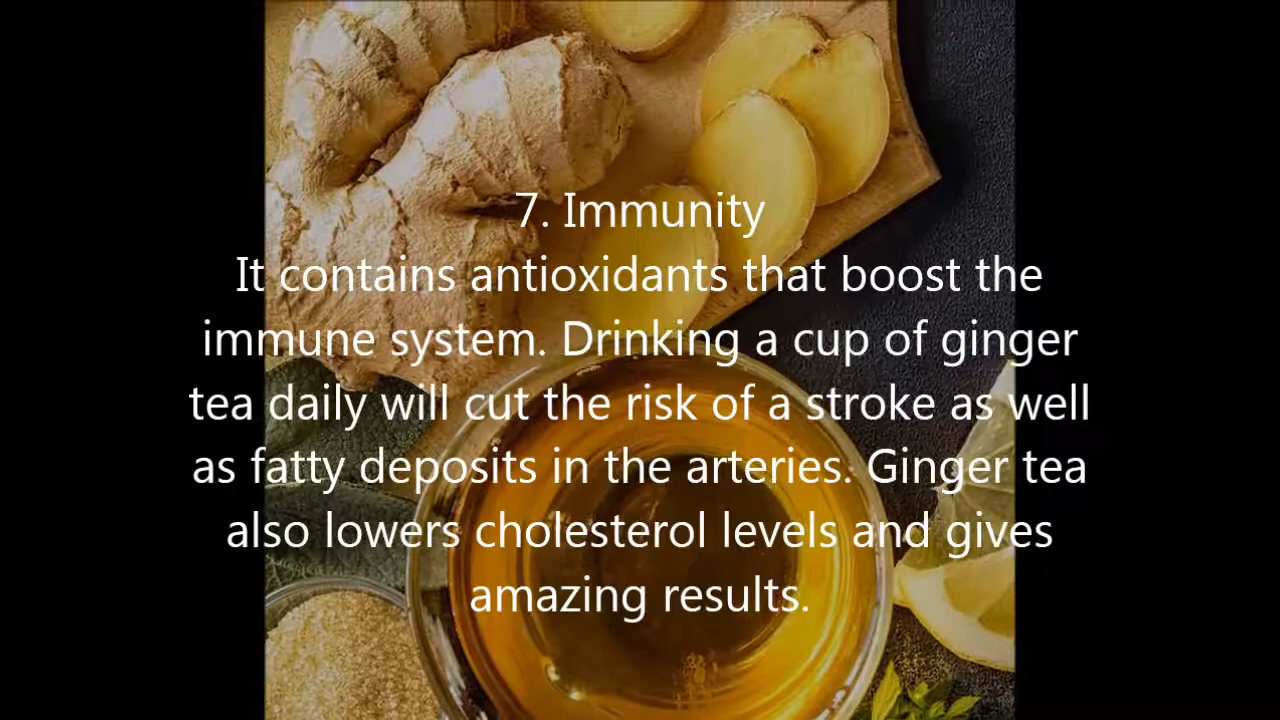 7. Immunity
It contains antioxidants that boost the
immune system. Drinking a cup of ginger
tea daily will cut the risk of a stroke as well
as fatty deposits in the arteries. Ginger tea
also lowers cholesterol levels and gives
amazing results.